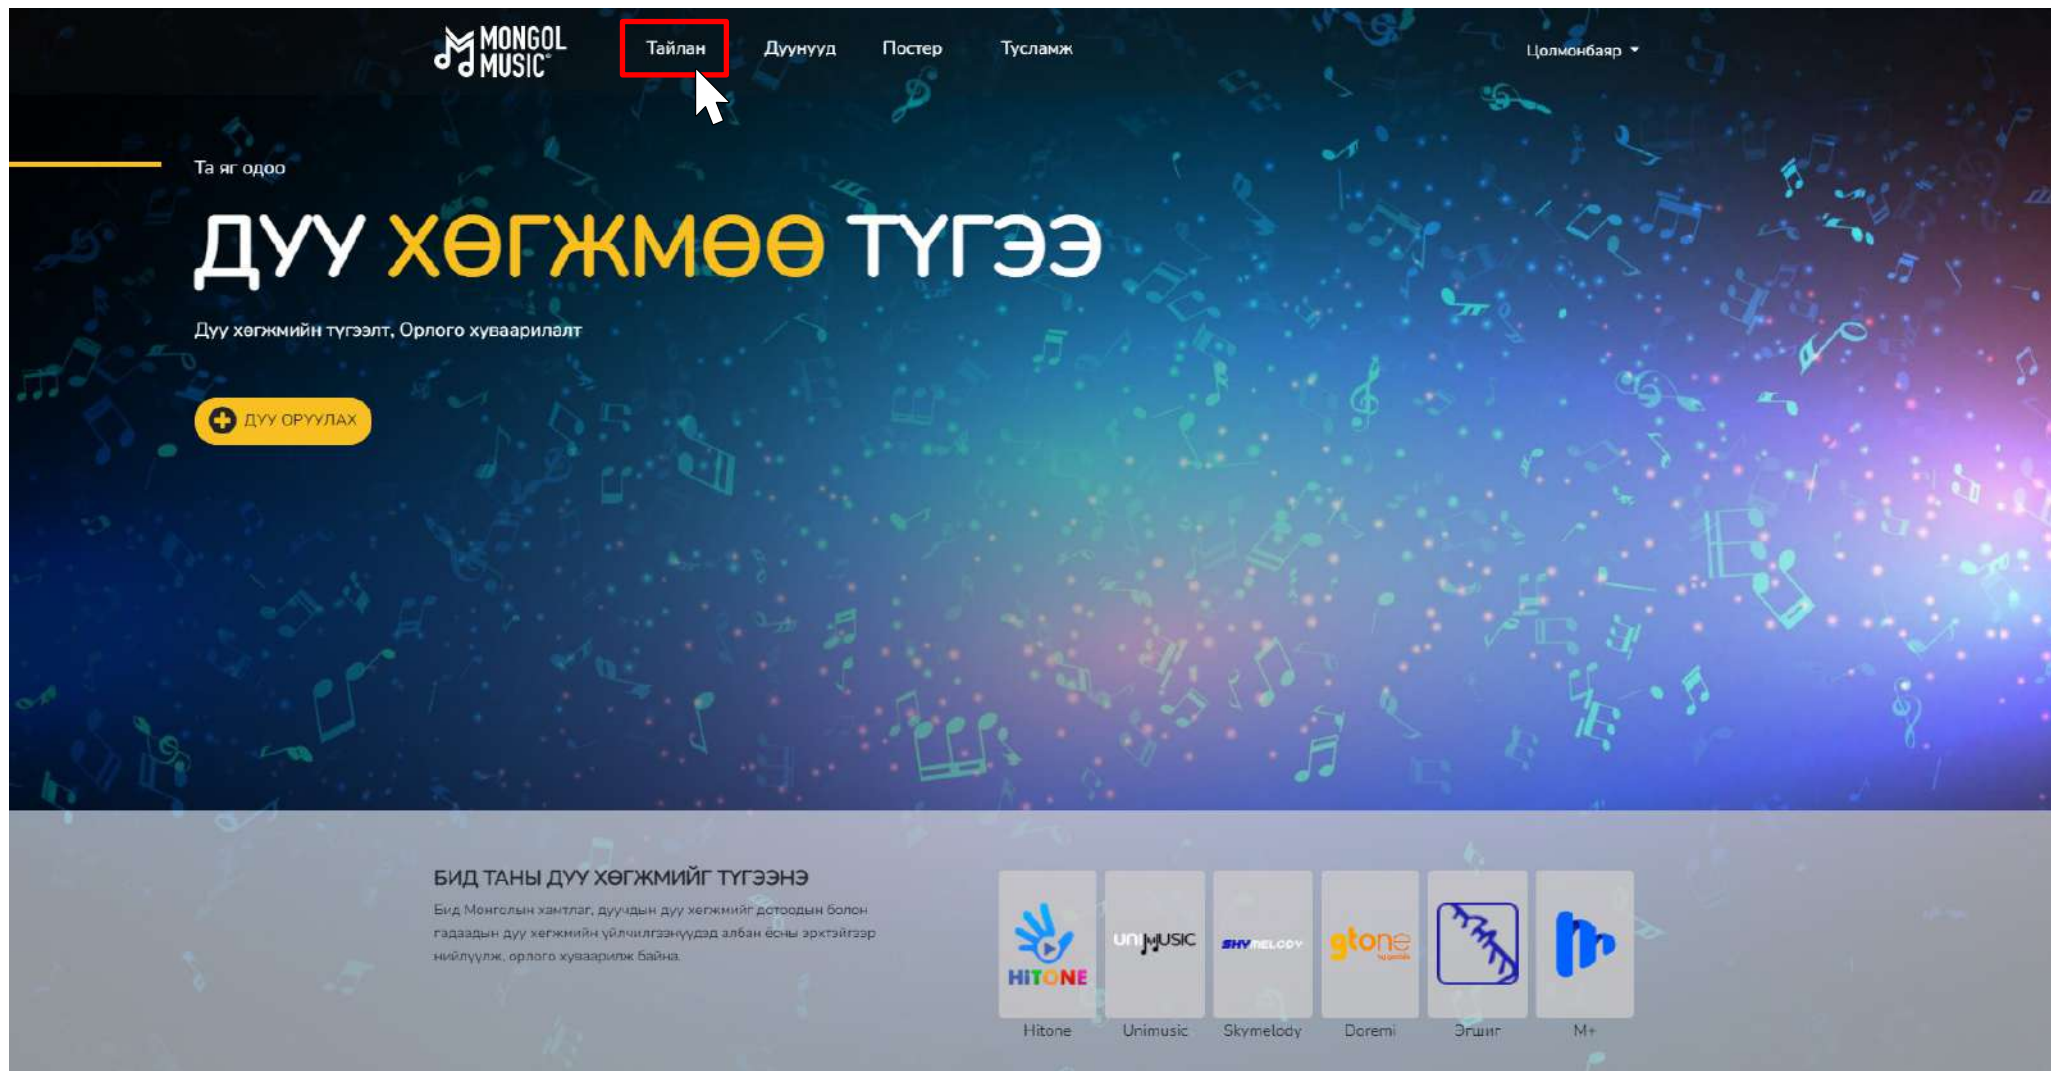 MONGOL
MUSIC
Тайлан
Дуунууд
Постер
Тусламж
Цолмонбаяр
Та яг одоо
ДУУ ХӨГЖМӨӨ ТҮГЭЭ
Дуу хөгжмийн түгээлт, Орлого хуваарилалт
ДУУ ОРУУЛАХ
БИД ТАНЫ ДУУ ХӨГЖМИЙГ ТҮГЭЭНЭ
Бид Монголын хамтлаг, дуучдын дуу хөгжмийг дотоодын болон
гадаадын дуу хөгжмийн үйлчилгээнүүдэд албан ёсны эрхтэйгээр
нийлүүлж, орлого хуваарилж байна.
HiTONE
UNIMUSIC
SKYMELODY
gtone
Hitone
Unimusic
Skymelody
Doremi
Эгшиг
M+